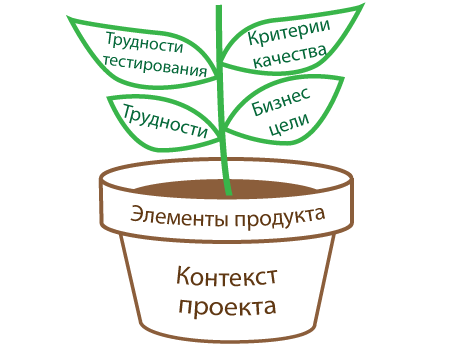 Трудности
тестирования
Критерии
качества
Трудности
Бизнес
цели
Элементы продукта
Контекст
проекта